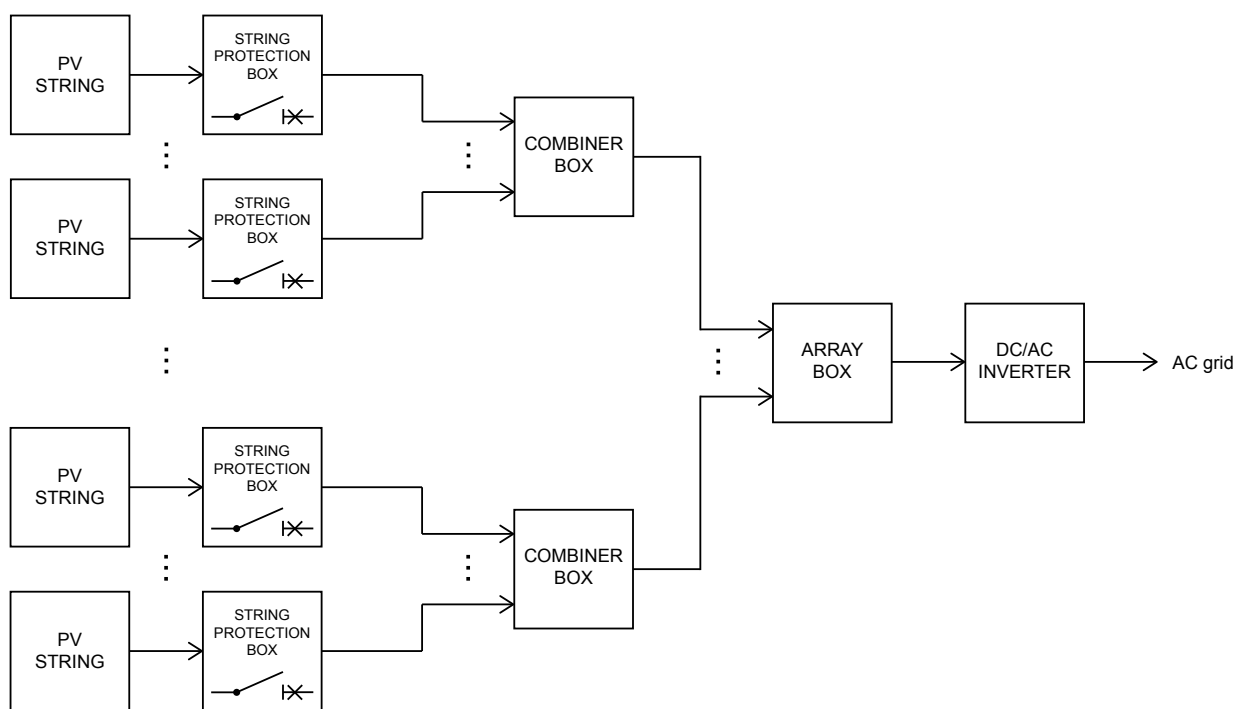 PV
STRING
STRING
PROTECTION
BOX
PV
STRING
STRING
PROTECTION
BOX
COMBINER
BOX
PV
STRING
STRING
PROTECTION
BOX
PV
STRING
STRING
PROTECTION
BOX
COMBINER
BOX
ARRAY
BOX
DC/AC
INVERTER
AC grid